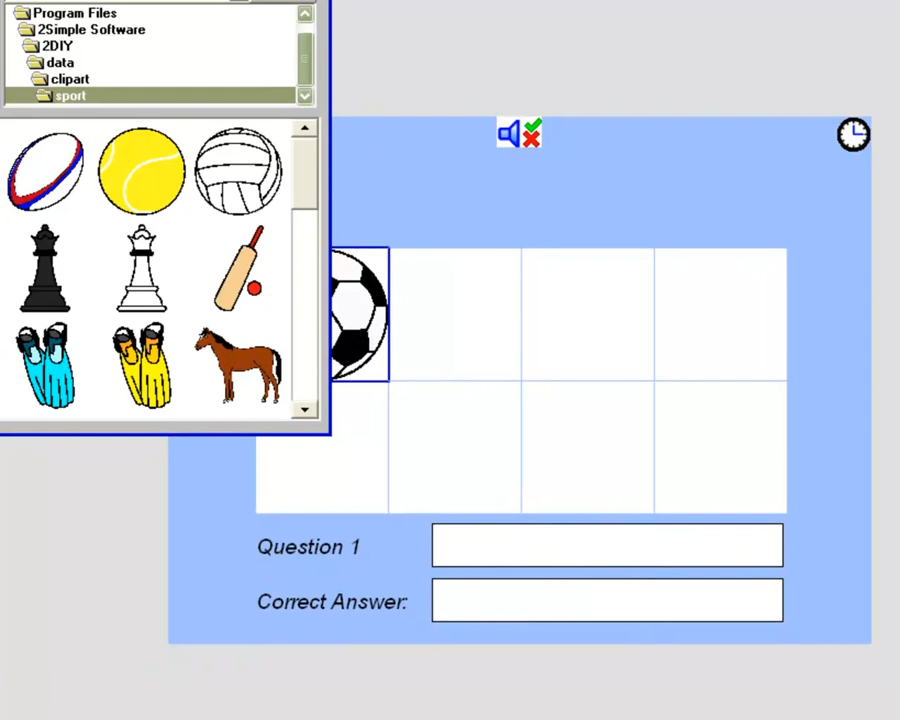 Program Files
2Simple Software
2DIY
data
clipart
sport
Question 1
Correct Answer: